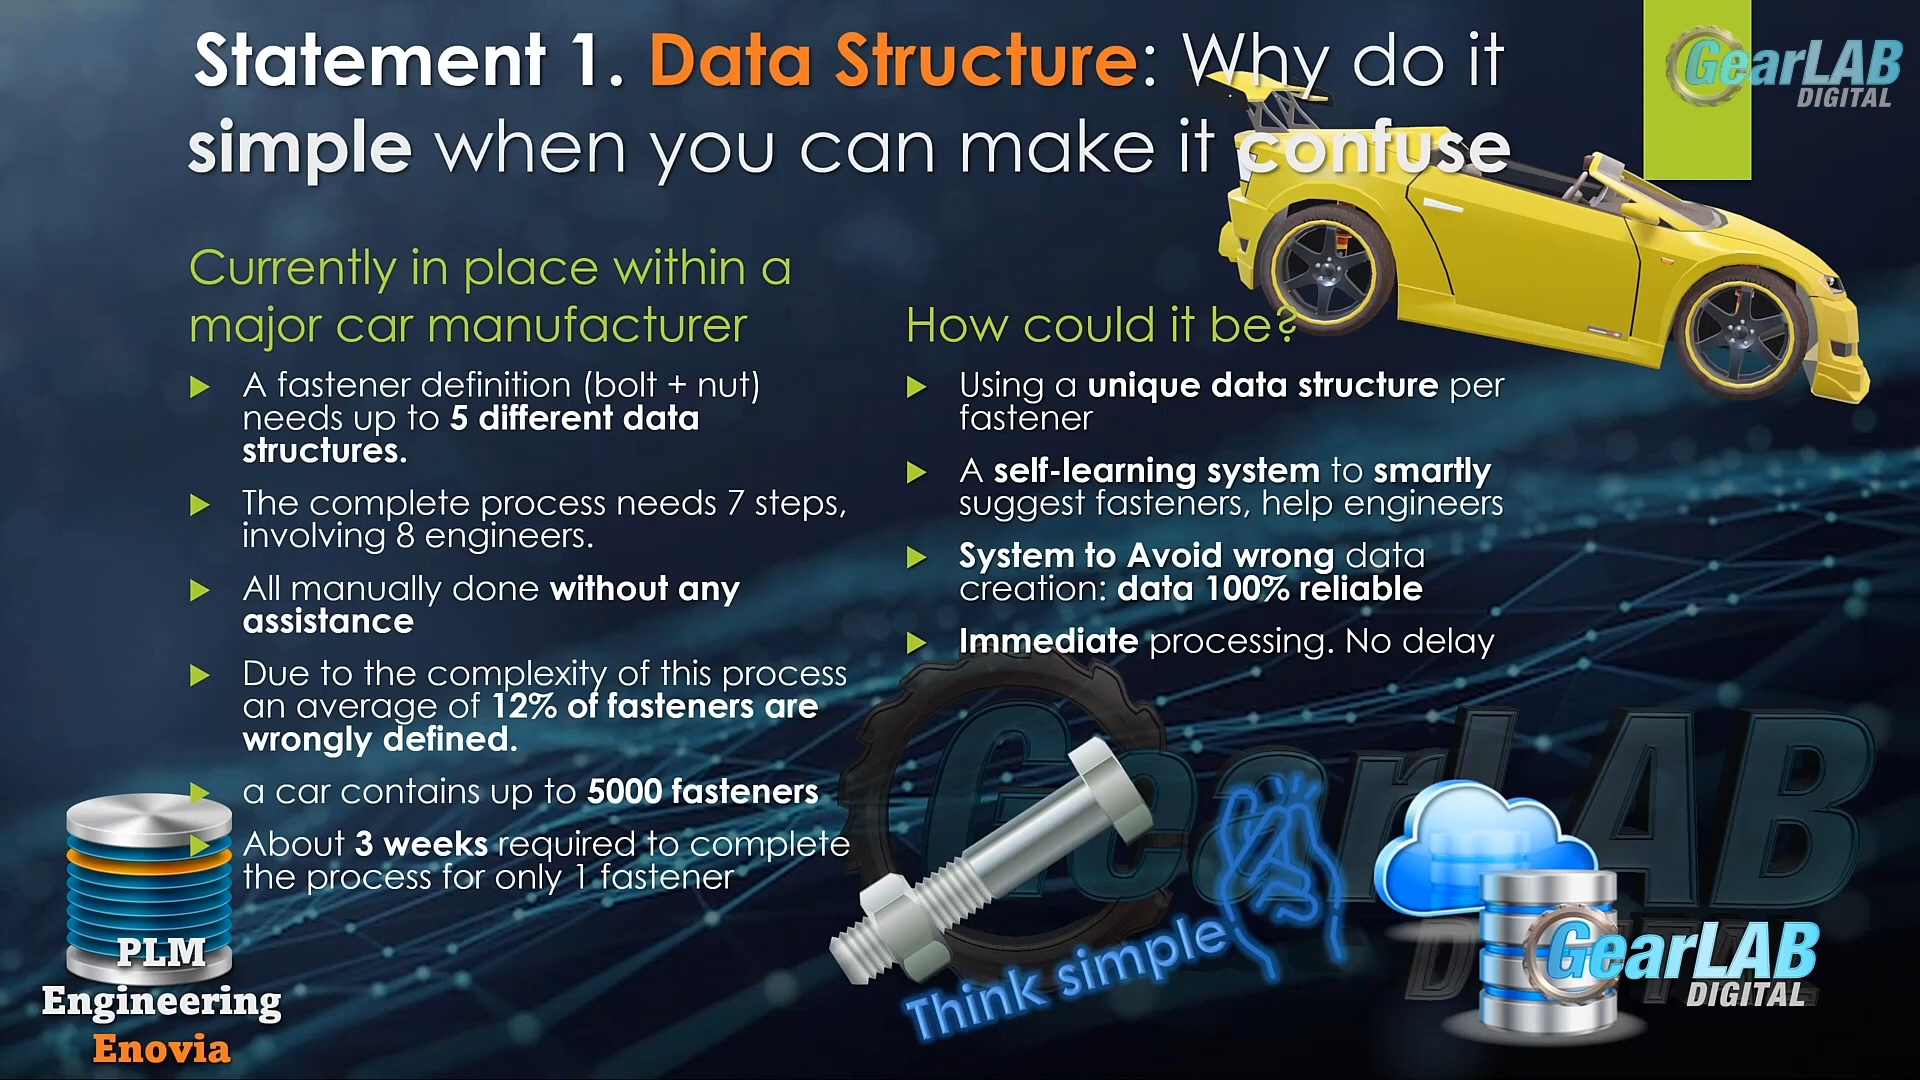 Statement 1. Data Structure: Why do it
simple when you can make it confuse
GearLAB
DIGITAL
Currently in place within a
major car manufacturer
A fastener definition (bolt + nut)
needs up to 5 different data
structures.
The complete process needs 7 steps,
involving 8 engineers.
All manually done without any
assistance
Due to the complexity of this process
an average of 12% of fasteners are
wrongly defined.
a car contains up to 5000 fasteners
About 3 weeks required to complete
the process for only 1 fastener
How could it be?
Using a unique data structure per
fastener
A self-learning system to smartly
suggest fasteners, help engineers
System to Avoid wrong data
creation: data 100% reliable
Immediate processing. No delay
PLM
Engineering
Enovia
Think simple
GearLAB
DIGITAL
GearLAB
DIGITAL